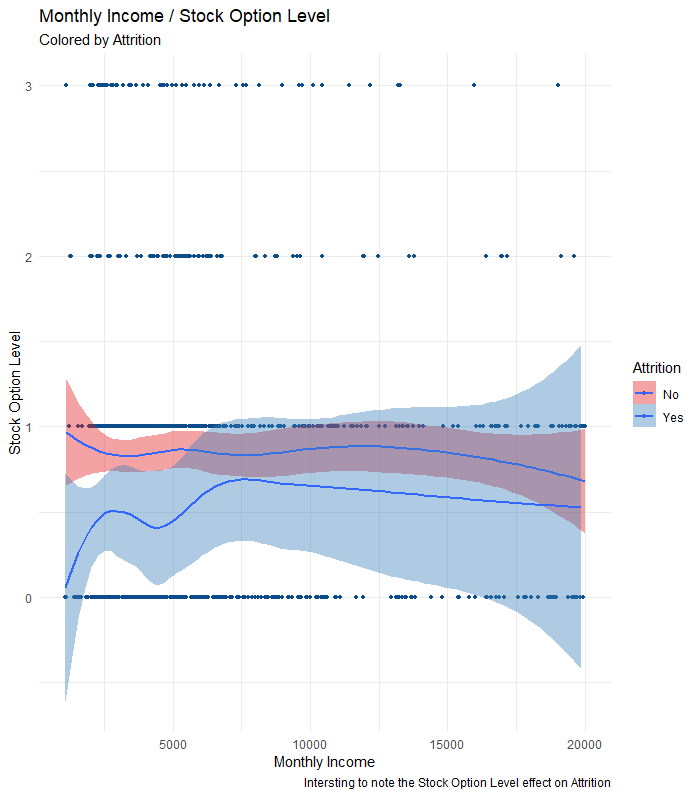 Monthly Income / Stock Option Level
Colored by Attrition
3
2
1
0
Stock Option Level
5000
10000
15000
20000
Monthly Income
Intersting to note the Stock Option Level effect on Attrition
Attrition
No
Yes